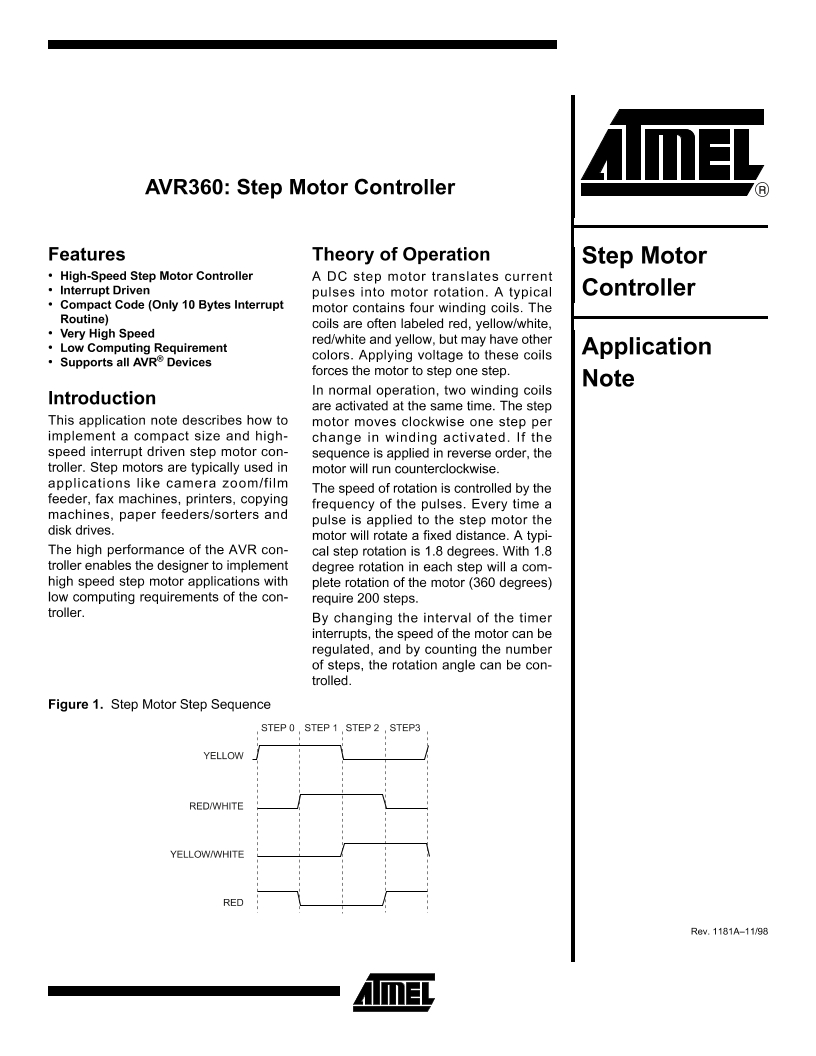 AVR360: Step Motor Controller
Features
• High-Speed Step Motor Controller
• Interrupt Driven
• Compact Code (Only 10 Bytes Interrupt
Routine)
• Very High Speed
• Low Computing Requirement
• Supports all AVR® Devices
Introduction
This application note describes how to
implement a compact size and high-
speed interrupt driven step motor con-
troller. Step motors are typically used in
applications like camera zoom/film
feeder, fax machines, printers, copying
machines, paper feeders/sorters and
disk drives.
The high performance of the AVR con-
troller enables the designer to implement
high speed step motor applications with
low computing requirements of the con-
troller.
Theory of Operation
A DC step motor translates current
pulses into motor rotation. A typical
motor contains four winding coils. The
coils are often labeled red, yellow/white,
red/white and yellow, but may have other
colors. Applying voltage to these coils
forces the motor to step one step.
In normal operation, two winding coils
are activated at the same time. The step
motor moves clockwise one step per
change in winding activated. If the
sequence is applied in reverse order, the
motor will run counterclockwise.
The speed of rotation is controlled by the
frequency of the pulses. Every time a
pulse is applied to the step motor the
motor will rotate a fixed distance. A typi-
cal step rotation is 1.8 degrees. With 1.8
degree rotation in each step will a com-
plete rotation of the motor (360 degrees)
require 200 steps.
By changing the interval of the timer
interrupts, the speed of the motor can be
regulated, and by counting the number
of steps, the rotation angle can be con-
trolled.
Figure 1. Step Motor Step Sequence
STEP 0 STEP 1 STEP 2 STEP3
YELLOW
RED/WHITE
YELLOW/WHITE
RED
ATMEL ®
Step Motor
Controller
Application
Note
Rev. 1181A–11/98
ATMEL